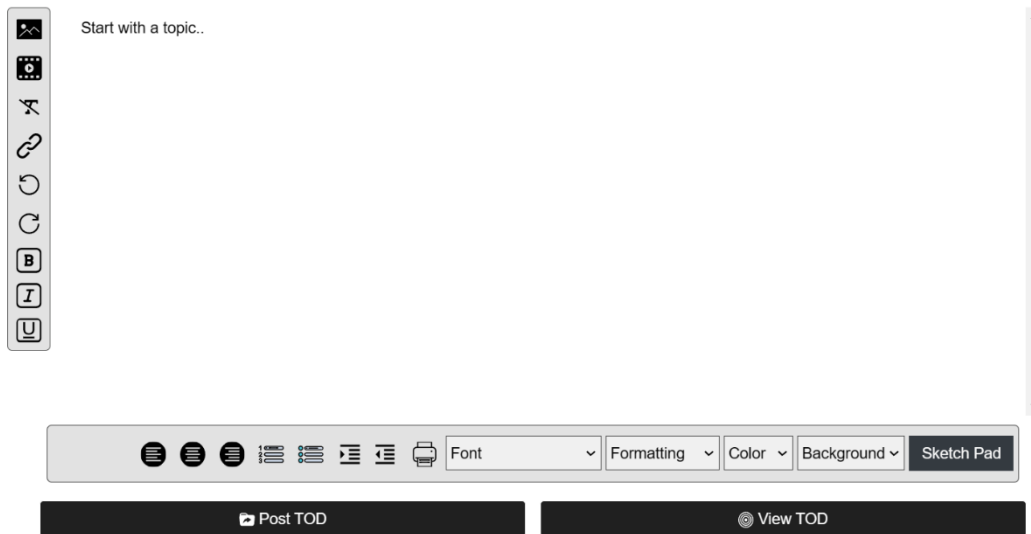 Start with a topic..
B
I
U
Font Formatting Color Background Sketch Pad
Post TOD View TOD